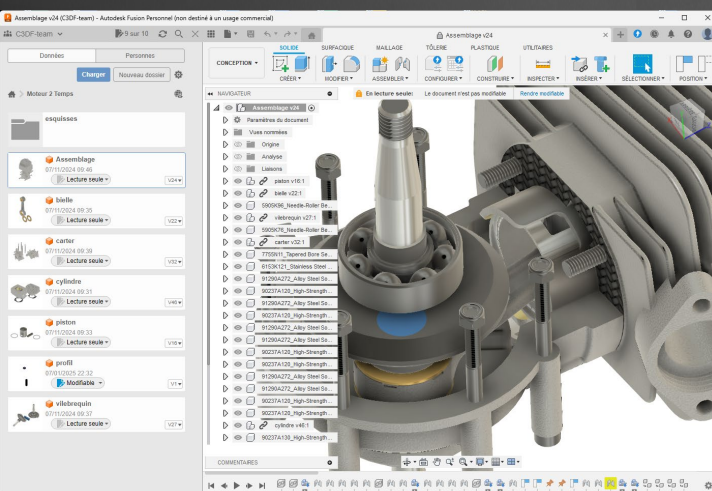 Assemblage v24 (C3DF-team) - Autodesk Fusion Personnel (non destiné à un usage commercial)
C3DF-team
9 sur 10
Assemblage v24
Données
Personnes
Charger
Nouveau dossier
Moteur 2 Temps
esquisses
Assemblage
07/11/2024 09:46
Lecture seule
V24
bielle
07/11/2024 09:35
Lecture seule
V22
carter
07/11/2024 09:39
Lecture seule
V32
cylindre
07/11/2024 09:31
Lecture seule
V46
piston
07/11/2024 09:33
Lecture seule
V16
profil
07/01/2025 22:32
Modifiable
V1
vilebrequin
07/11/2024 09:37
Lecture seule
V27
SOLIDE
SURFACIQUE
MAILLAGE
TÔLERIE
PLASTIQUE
UTILITAIRES
CONCEPTION
CRÉER
MODIFIER
ASSEMBLER
CONFIGURER
CONSTRUIRE
INSPECTER
INSÉRER
SÉLECTIONNER
POSITION
NAVIGATEUR
En lecture seule:
Le document n'est pas modifiable
Rendre modifiable
Assemblage v24
Paramètres du document
Vues nommées
Origine
Analyse
Liaisons
piston v16:1
bielle v22:1
5905K96_Needle-Roller Be...
vilebrequin v27:1
5905K76_Needle-Roller Be...
carter v32:1
7755N11_Tapered Bore Se...
6153K121_Stainless Steel ...
91290A272_Alloy Steel So...
90237A120_High-Strength...
91290A272_Alloy Steel So...
90237A120_High-Strength...
91290A272_Alloy Steel So...
91290A272_Alloy Steel So...
90237A120_High-Strength...
90237A120_High-Strength...
91290A272_Alloy Steel So...
91290A272_Alloy Steel So...
90237A120_High-Strength...
90237A120_High-Strength...
cylindre v46:1
90237A130_High-Strength...
COMMENTAIRES